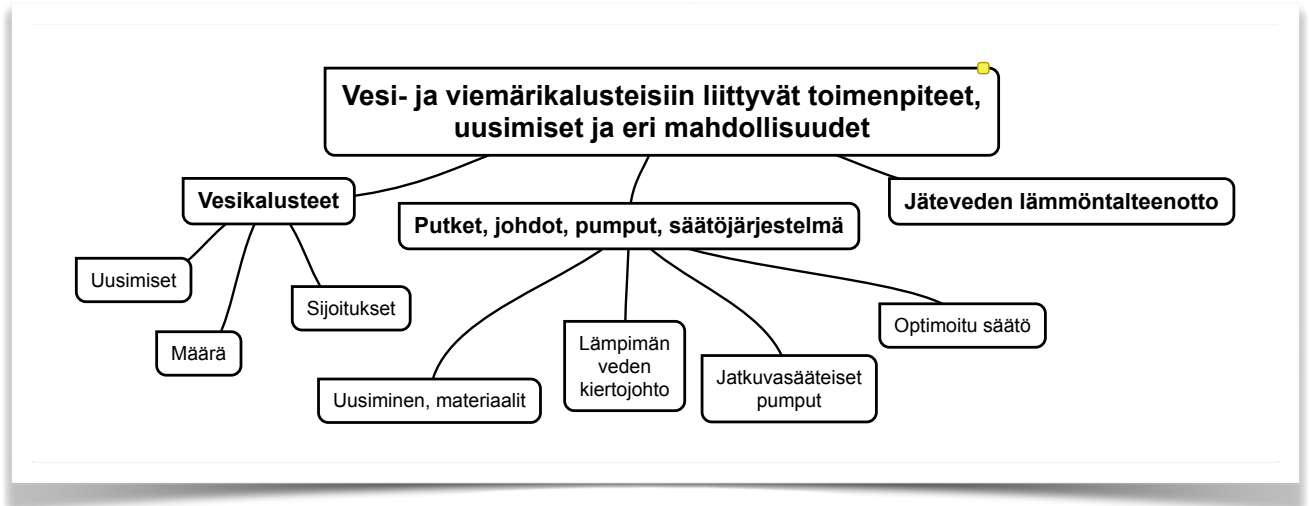 Vesi- ja viemärikalusteisiin liittyvät toimenpiteet,
uusimiset ja eri mahdollisuudet
Vesikalusteet
Uusimiset
Määrä
Sijoitukset
Putket, johdot, pumput, säätöjärjestelmä
Uusiminen, materiaalit
Lämpimän
veden
kiertojohto
Jatkuvasääteiset
pumput
Optimoitu säätö
Jäteveden lämmöntalteenotto